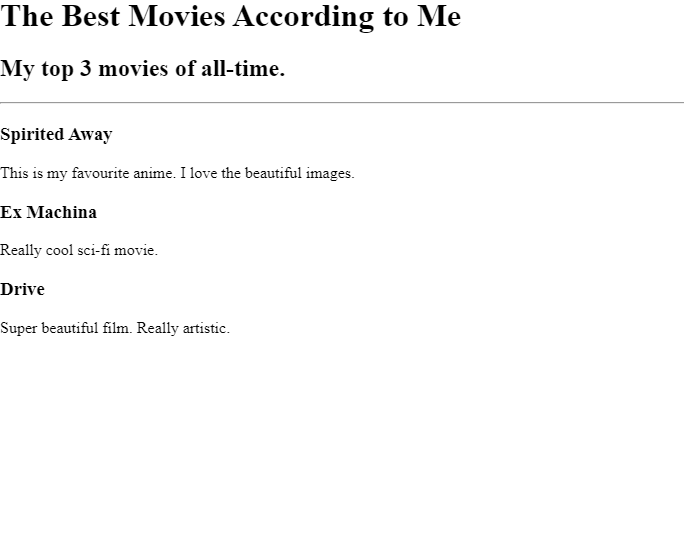 The Best Movies According to Me
My top 3 movies of all-time.
Spirited Away
This is my favourite anime. I love the beautiful images.
Ex Machina
Really cool sci-fi movie.
Drive
Super beautiful film. Really artistic.